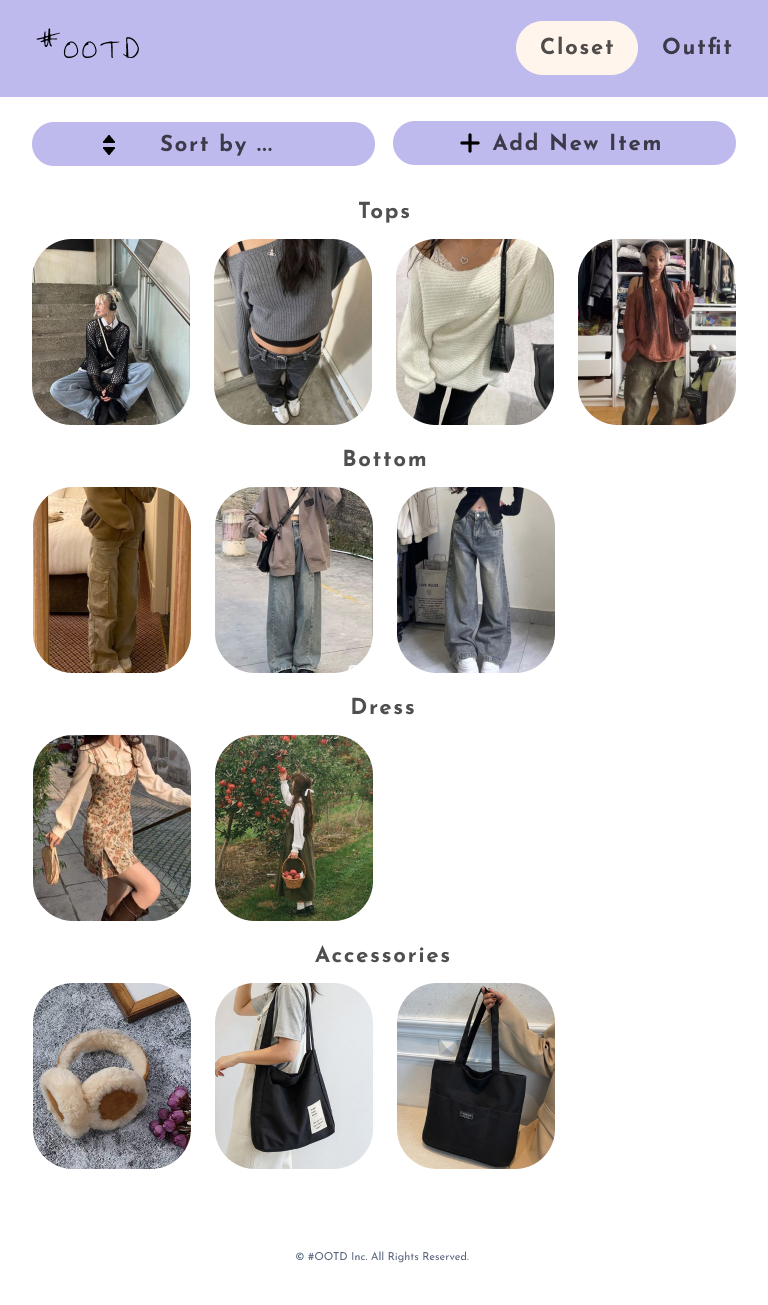 #OOTD
Closet
Outfit
Sort by ...
Add New Item
Tops
Bottom
Dress
Accessories
© #OOTD Inc. All Rights Reserved.